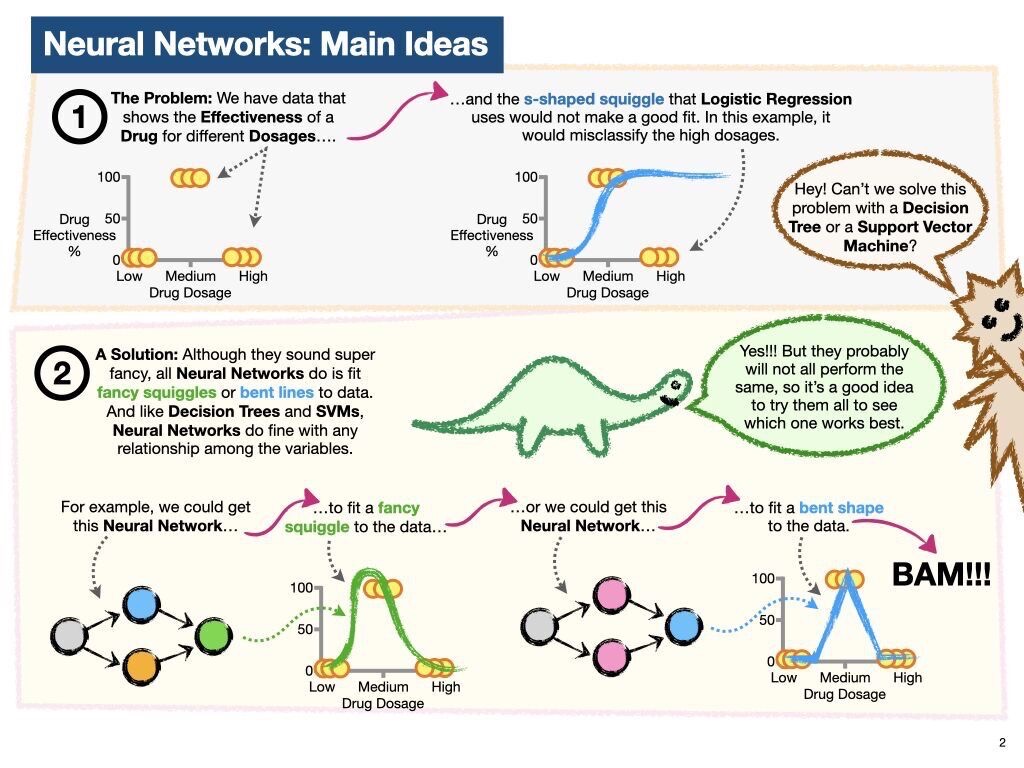 Neural Networks: Main Ideas
1
The Problem: We have data that
shows the Effectiveness of a
Drug for different Dosages….
…and the s-shaped squiggle that Logistic Regression
uses would not make a good fit. In this example, it
would misclassify the high dosages.
100
50
0
Drug
Effectiveness
%
Low Medium High
Drug Dosage
100
50
0
Drug
Effectiveness
%
Low Medium High
Drug Dosage
Hey! Can’t we solve this
problem with a Decision
Tree or a Support Vector
Machine?
2
A Solution: Although they sound super
fancy, all Neural Networks do is fit
fancy squiggles or bent lines to data.
And like Decision Trees and SVMs,
Neural Networks do fine with any
relationship among the variables.
Yes!!! But they probably
will not all perform the
same, so it’s a good idea
to try them all to see
which one works best.
For example, we could get
this Neural Network…
…to fit a fancy
squiggle to the data…
…or we could get this
Neural Network…
…to fit a bent shape
to the data.
BAM!!!
100
50
0
Low Medium High
Drug Dosage
100
50
0
Low Medium High
Drug Dosage
2